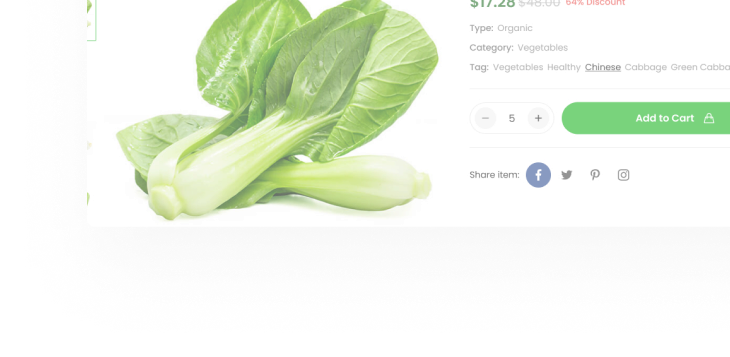 $17.28 $48.00 64% Discount
Type: Organic
Category: Vegetables
Tag: Vegetables Healthy Chinese Cabbage Green Cabba
− 5 + Add to Cart
Share item: